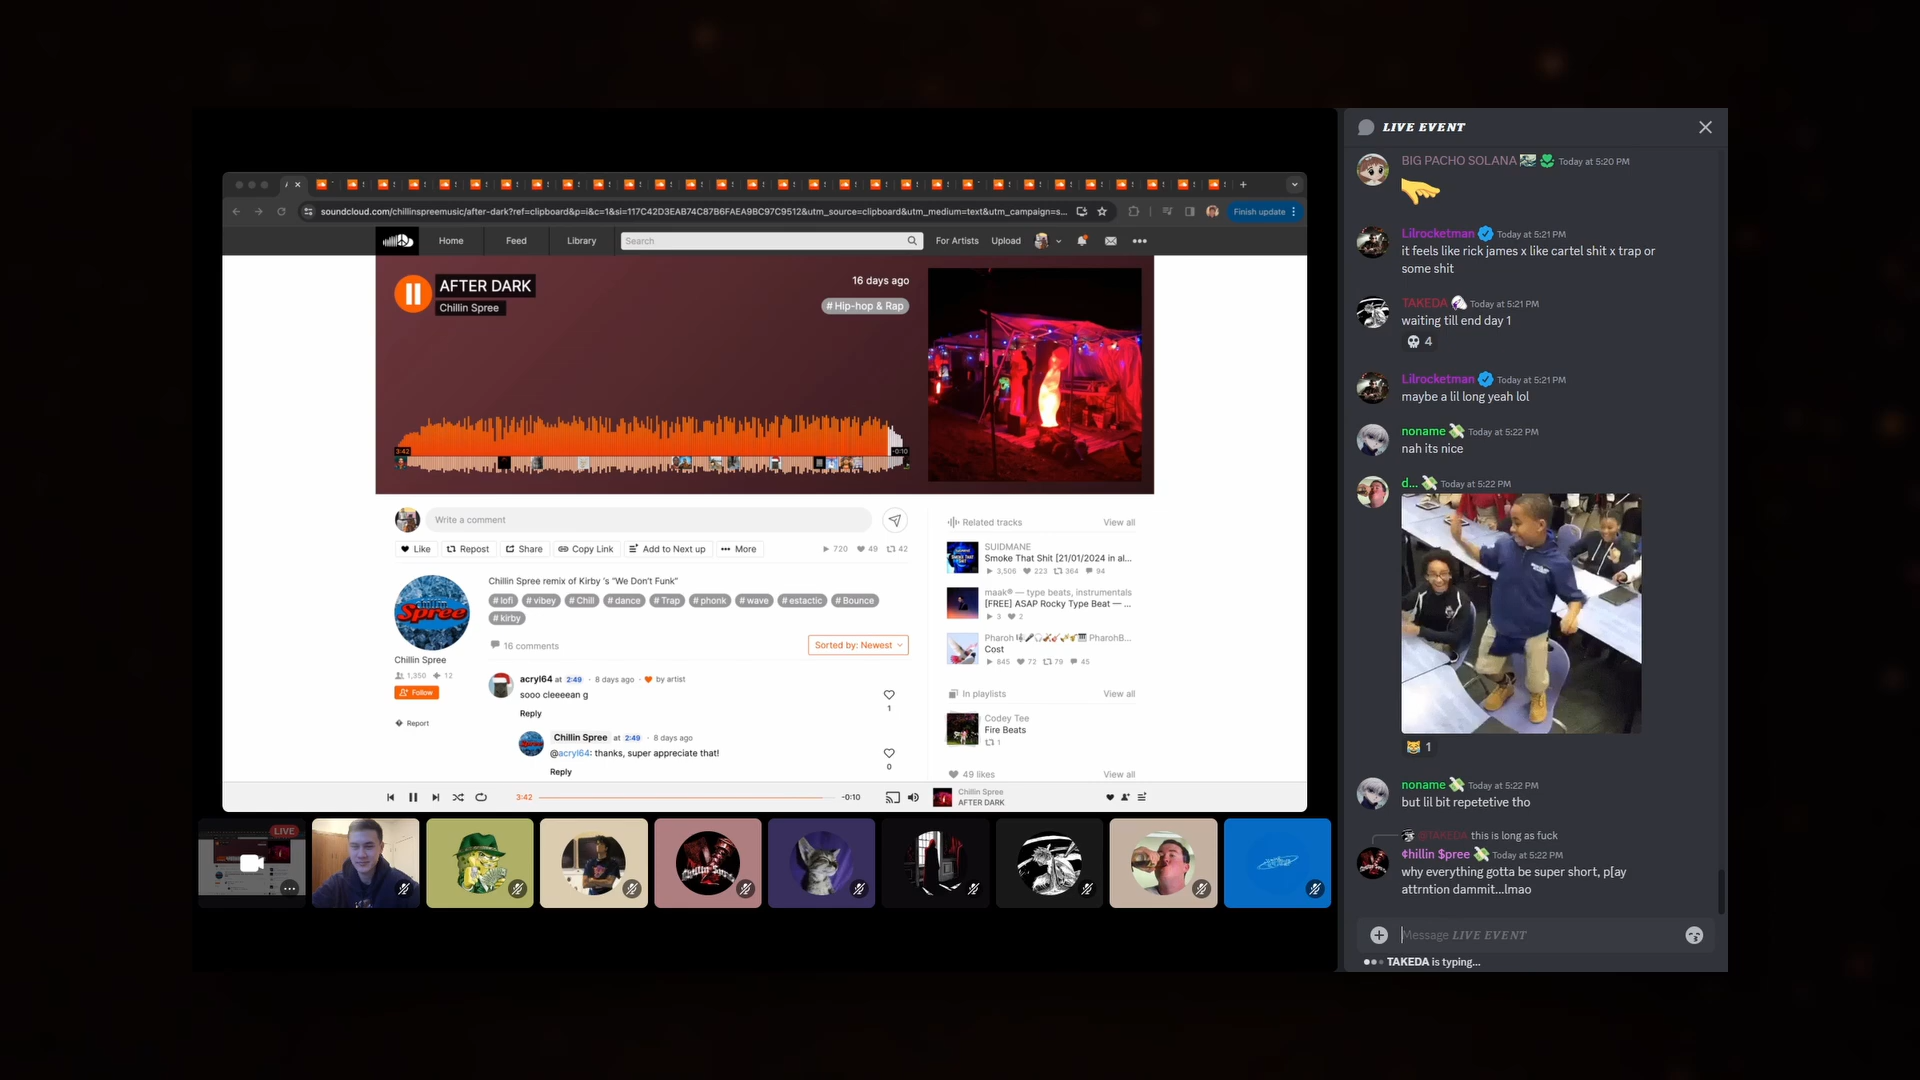 soundcloud.com/chillinspreemusic/after-dark?ref=clipboard&p=i&c=1&si=117C42D3EAB74C87B6FAEA9BC97C9512&utm_source=clipboard&utm_medium=text&utm_campaign=s...
Finish update
Home
Feed
Library
Search
For Artists
Upload
AFTER DARK
Chillin Spree
16 days ago
# Hip-hop & Rap
3:42
-0:10
Write a comment
Like
Repost
Share
Copy Link
Add to Next up
More
720
49
42
Chillin Spree
Chillin Spree
1,350
12
Follow
Report
Chillin Spree remix of Kirby 's "We Don't Funk"
# lofi
# vibey
# Chill
# dance
# Trap
# phonk
# wave
# estactic
# Bounce
# kirby
16 comments
Sorted by: Newest
acryl64 at 2:49 · 8 days ago · by artist
sooo cleeeean g
Reply
1
Chillin Spree at 2:49 · 8 days ago
@acryl64: thanks, super appreciate that!
Reply
0
Related tracks
View all
SUIDMANE
Smoke That Shit [21/01/2024 in al...
3,506 223 364 94
maak® — type beats, instrumentals
[FREE] ASAP Rocky Type Beat — ...
3 2
Pharoh PharohB...
Cost
845 72 79 45
In playlists
View all
Codey Tee
Fire Beats
1
49 likes
View all
3:42
-0:10
Chillin Spree
AFTER DARK
LIVE
Chillin Spree
LIVE EVENT
BIG PACHO SOLANA Today at 5:20 PM
Lilrocketman Today at 5:21 PM
it feels like rick james x like cartel shit x trap or
some shit
TAKEDA Today at 5:21 PM
waiting till end day 1
4
Lilrocketman Today at 5:21 PM
maybe a lil long yeah lol
noname Today at 5:22 PM
nah its nice
d... Today at 5:22 PM
1
noname Today at 5:22 PM
but lil bit repetetive tho
@TAKEDA this is long as fuck
¢hillin $pree Today at 5:22 PM
why everything gotta be super short, p[ay
attrntion dammit...lmao
Message LIVE EVENT
TAKEDA is typing...